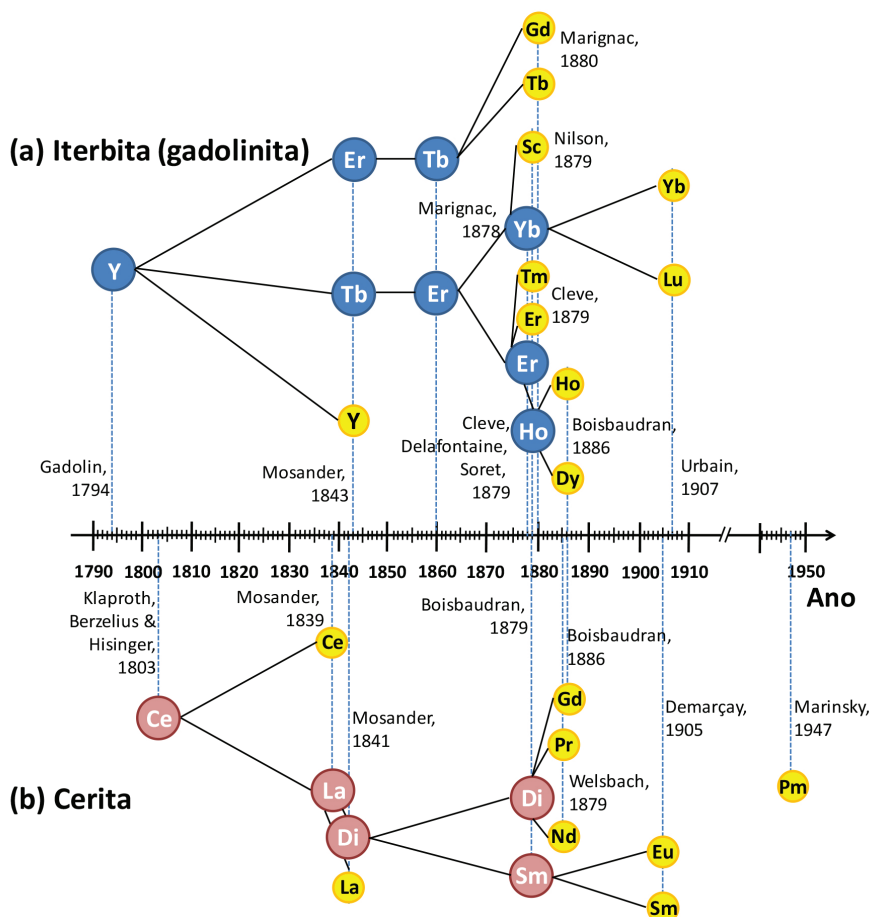 Gd
Marignac,
1880
Tb
(a) Iterbita (gadolinita)
Er
Tb
Sc
Nilson,
1879
Yb
Marignac,
1878
Yb
Y
Tb
Er
Tm
Lu
Cleve,
1879
Er
Er
Ho
Y
Cleve,
Delafontaine,
Soret,
1879
Ho
Boisbaudran,
1886
Gadolin,
1794
Mosander,
1843
Dy
Urbain,
1907
1790 1800 1810 1820 1830 1840 1850 1860 1870 1880 1890 1900 1910 1950
Ano
Klaproth,
Berzelius &
Hisinger,
1803
Mosander,
1839
Boisbaudran,
1879
Ce
Boisbaudran,
1886
Ce
Mosander,
1841
Gd
Demarçay,
1905
Marinsky,
1947
Pr
(b) Cerita
La
Di
Welsbach,
1879
Pm
Di
Nd
Eu
La
Sm
Sm